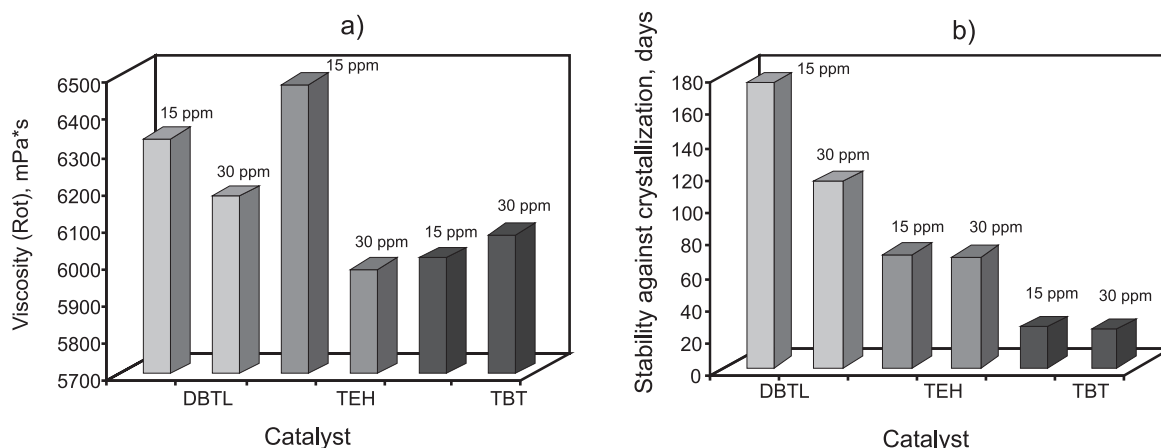 a)
Viscosity (Rot), mPa*s
6500
6400
6300
6200
6100
6000
5900
5800
5700
15 ppm
30 ppm
15 ppm
30 ppm
15 ppm
30 ppm
DBTL
TEH
TBT
Catalyst
b)
Stability against crystallization, days
180
160
140
120
100
80
60
40
20
0
15 ppm
30 ppm
15 ppm
30 ppm
15 ppm
30 ppm
DBTL
TEH
TBT
Catalyst